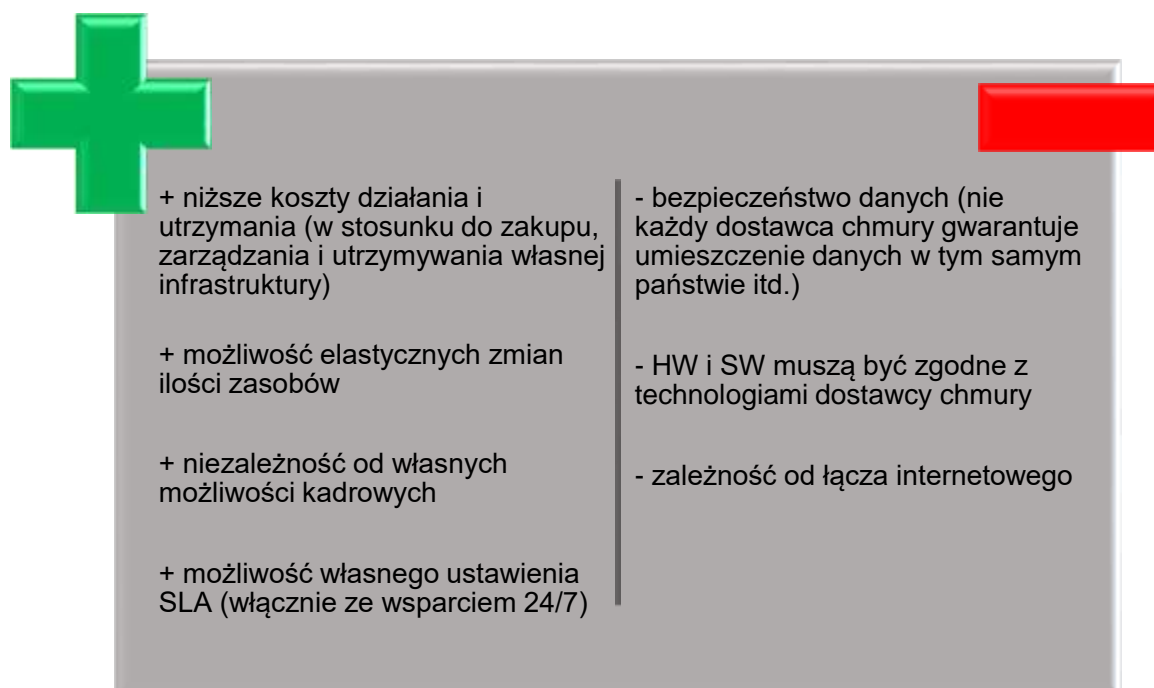 + niższe koszty działania i
utrzymania (w stosunku do zakupu,
zarządzania i utrzymywania własnej
infrastruktury)
+ możliwość elastycznych zmian
ilości zasobów
+ niezależność od własnych
możliwości kadrowych
+ możliwość własnego ustawienia
SLA (włącznie ze wsparciem 24/7)
- bezpieczeństwo danych (nie
każdy dostawca chmury gwarantuje
umieszczenie danych w tym samym
państwie itd.)
- HW i SW muszą być zgodne z
technologiami dostawcy chmury
- zależność od łącza internetowego